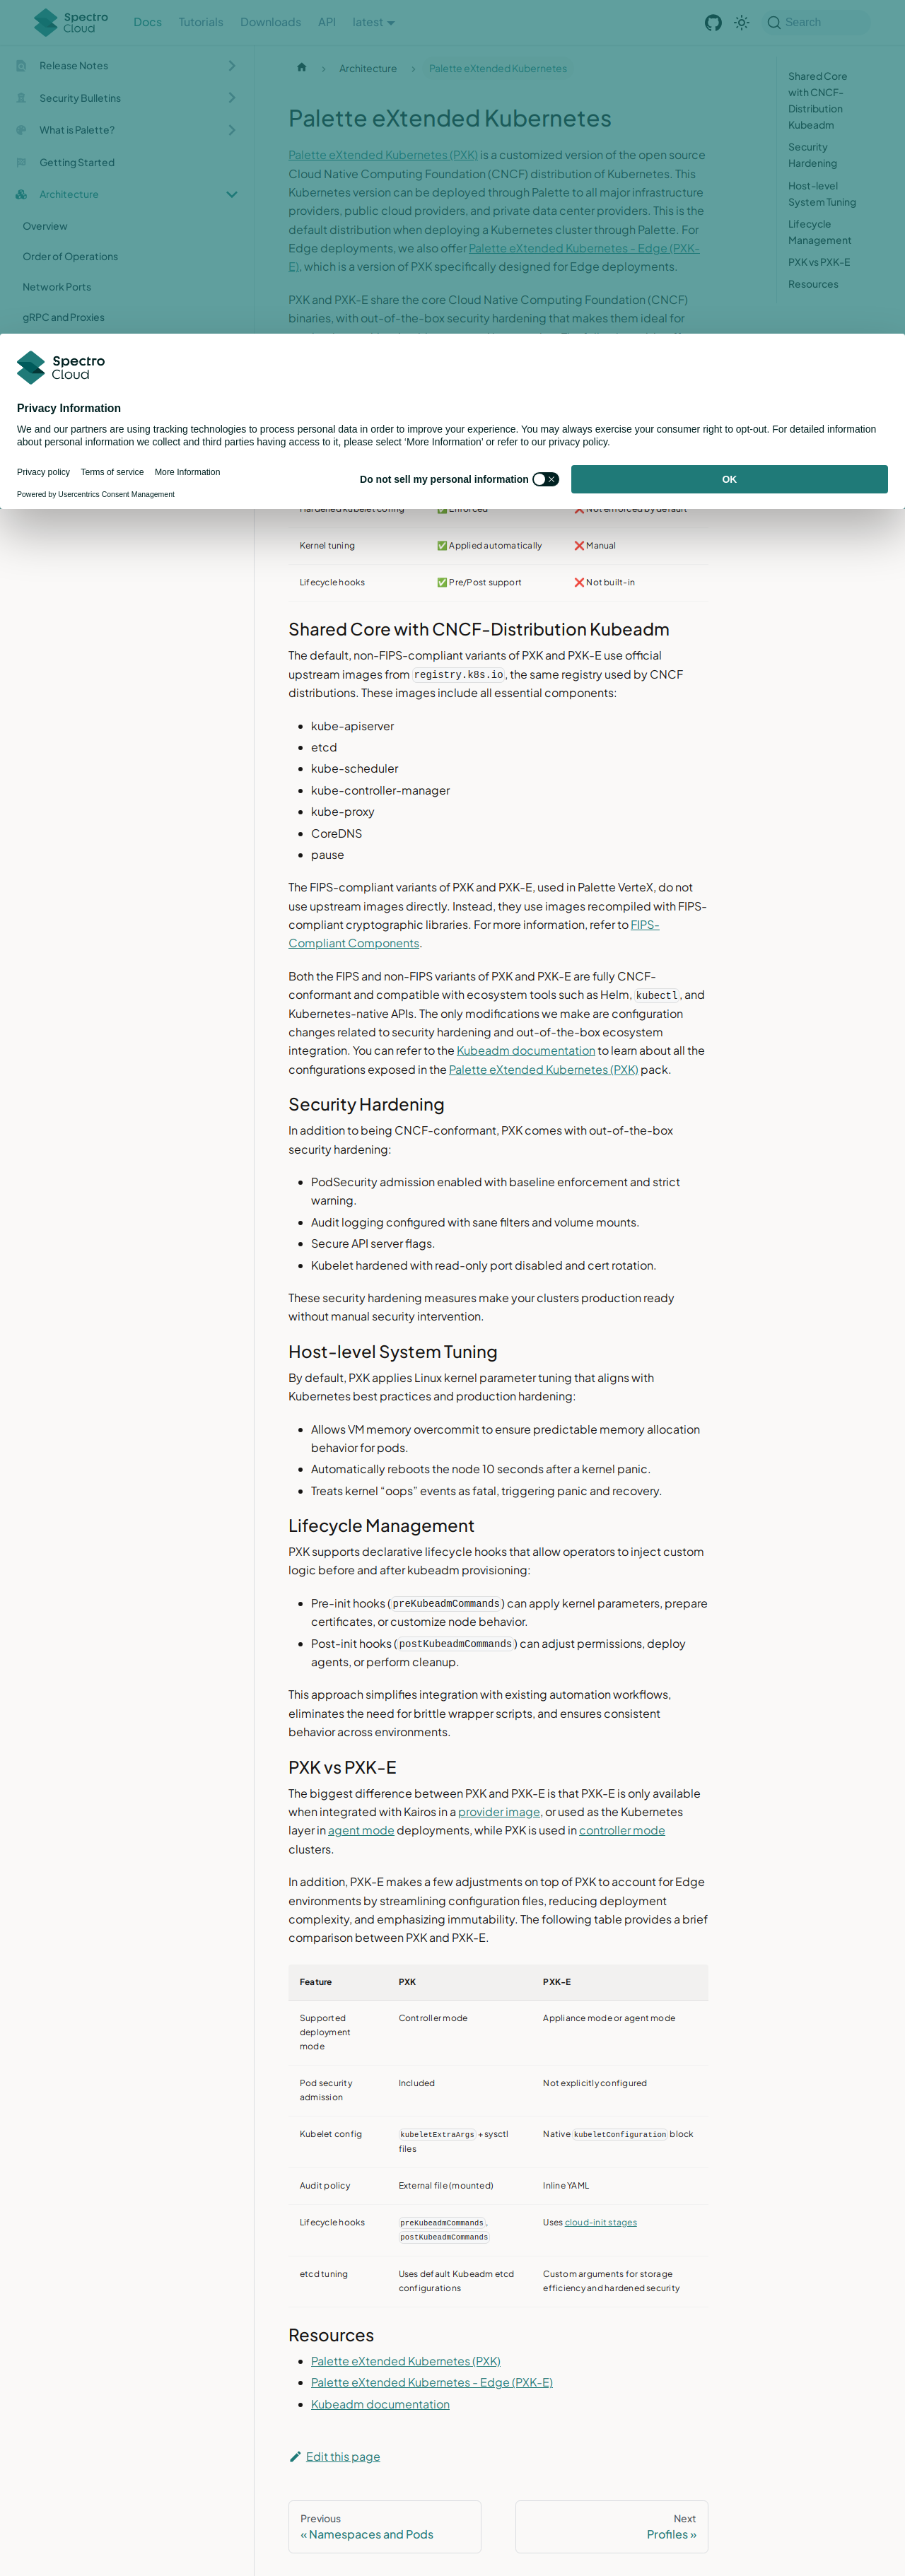 Spectro
Cloud
Docs
Tutorials
Downloads
API
latest
Search
Release Notes
Security Bulletins
What is Palette?
Getting Started
Architecture
Overview
Order of Operations
Network Ports
gRPC and Proxies
Architecture
Palette eXtended Kubernetes
Palette eXtended Kubernetes
Palette eXtended Kubernetes (PXK) is a customized version of the open source
Cloud Native Computing Foundation (CNCF) distribution of Kubernetes. This
Kubernetes version can be deployed through Palette to all major infrastructure
providers, public cloud providers, and private data center providers. This is the
default distribution when deploying a Kubernetes cluster through Palette. For
Edge deployments, we also offer Palette eXtended Kubernetes - Edge (PXK-
E), which is a version of PXK specifically designed for Edge deployments.
PXK and PXK-E share the core Cloud Native Computing Foundation (CNCF)
binaries, with out-of-the-box security hardening that makes them ideal for
Shared Core
with CNCF-
Distribution
Kubeadm
Security
Hardening
Host-level
System Tuning
Lifecycle
Management
PXK vs PXK-E
Resources
Spectro
Cloud
Privacy Information
We and our partners are using tracking technologies to process personal data in order to improve your experience. You may always exercise your consumer right to opt-out. For detailed information
about personal information we collect and third parties having access to it, please select ‘More Information’ or refer to our privacy policy.
Privacy policy
Terms of service
More Information
Powered by Usercentrics Consent Management
Do not sell my personal information
OK
Hardened kubelet config ✅ Enforced ❌ Not enforced by default
Kernel tuning ✅ Applied automatically ❌ Manual
Lifecycle hooks ✅ Pre/Post support ❌ Not built-in
Shared Core with CNCF-Distribution Kubeadm
The default, non-FIPS-compliant variants of PXK and PXK-E use official
upstream images from registry.k8s.io, the same registry used by CNCF
distributions. These images include all essential components:
kube-apiserver
etcd
kube-scheduler
kube-controller-manager
kube-proxy
CoreDNS
pause
The FIPS-compliant variants of PXK and PXK-E, used in Palette VerteX, do not
use upstream images directly. Instead, they use images recompiled with FIPS-
compliant cryptographic libraries. For more information, refer to FIPS-
Compliant Components.
Both the FIPS and non-FIPS variants of PXK and PXK-E are fully CNCF-
conformant and compatible with ecosystem tools such as Helm, kubectl, and
Kubernetes-native APIs. The only modifications we make are configuration
changes related to security hardening and out-of-the-box ecosystem
integration. You can refer to the Kubeadm documentation to learn about all the
configurations exposed in the Palette eXtended Kubernetes (PXK) pack.
Security Hardening
In addition to being CNCF-conformant, PXK comes with out-of-the-box
security hardening:
PodSecurity admission enabled with baseline enforcement and strict
warning.
Audit logging configured with sane filters and volume mounts.
Secure API server flags.
Kubelet hardened with read-only port disabled and cert rotation.
These security hardening measures make your clusters production ready
without manual security intervention.
Host-level System Tuning
By default, PXK applies Linux kernel parameter tuning that aligns with
Kubernetes best practices and production hardening:
Allows VM memory overcommit to ensure predictable memory allocation
behavior for pods.
Automatically reboots the node 10 seconds after a kernel panic.
Treats kernel “oops” events as fatal, triggering panic and recovery.
Lifecycle Management
PXK supports declarative lifecycle hooks that allow operators to inject custom
logic before and after kubeadm provisioning:
Pre-init hooks (preKubeadmCommands) can apply kernel parameters, prepare
certificates, or customize node behavior.
Post-init hooks (postKubeadmCommands) can adjust permissions, deploy
agents, or perform cleanup.
This approach simplifies integration with existing automation workflows,
eliminates the need for brittle wrapper scripts, and ensures consistent
behavior across environments.
PXK vs PXK-E
The biggest difference between PXK and PXK-E is that PXK-E is only available
when integrated with Kairos in a provider image, or used as the Kubernetes
layer in agent mode deployments, while PXK is used in controller mode
clusters.
In addition, PXK-E makes a few adjustments on top of PXK to account for Edge
environments by streamlining configuration files, reducing deployment
complexity, and emphasizing immutability. The following table provides a brief
comparison between PXK and PXK-E.
Feature PXK PXK-E
Supported
deployment
mode
Controller mode
Appliance mode or agent mode
Pod security
admission
Included
Not explicitly configured
Kubelet config
kubeletExtraArgs + sysctl
files
Native kubeletConfiguration block
Audit policy
External file (mounted)
Inline YAML
Lifecycle hooks
preKubeadmCommands,
postKubeadmCommands
Uses cloud-init stages
etcd tuning
Uses default Kubeadm etcd
configurations
Custom arguments for storage
efficiency and hardened security
Resources
Palette eXtended Kubernetes (PXK)
Palette eXtended Kubernetes - Edge (PXK-E)
Kubeadm documentation
Edit this page
Previous
« Namespaces and Pods
Next
Profiles »